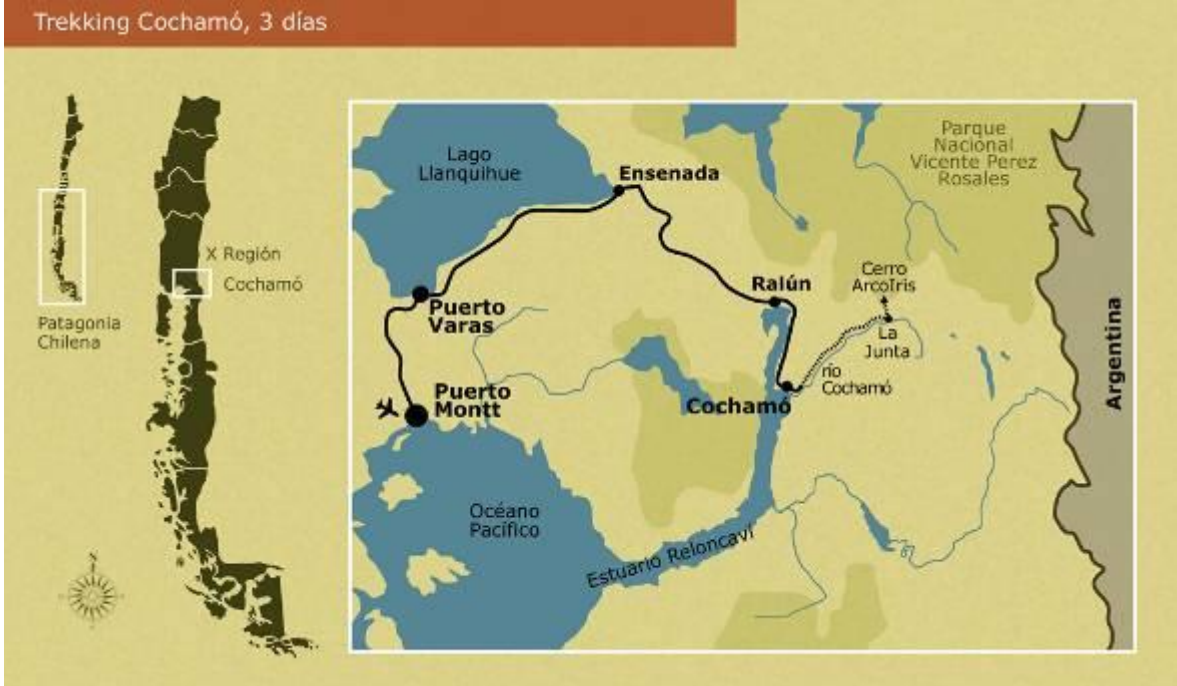 Trekking Cochamó, 3 días
X Región
Cochamó
Patagonia
Chilena
N
Lago
Llanquihue
Ensenada
Parque
Nacional
Vicente Perez
Rosales
Puerto
Varas
Ralún
Cerro
ArcoIris
La
Junta
río
Cochamó
Puerto
Montt
Cochamó
Argentina
Océano
Pacífico
Estuario Reloncaví